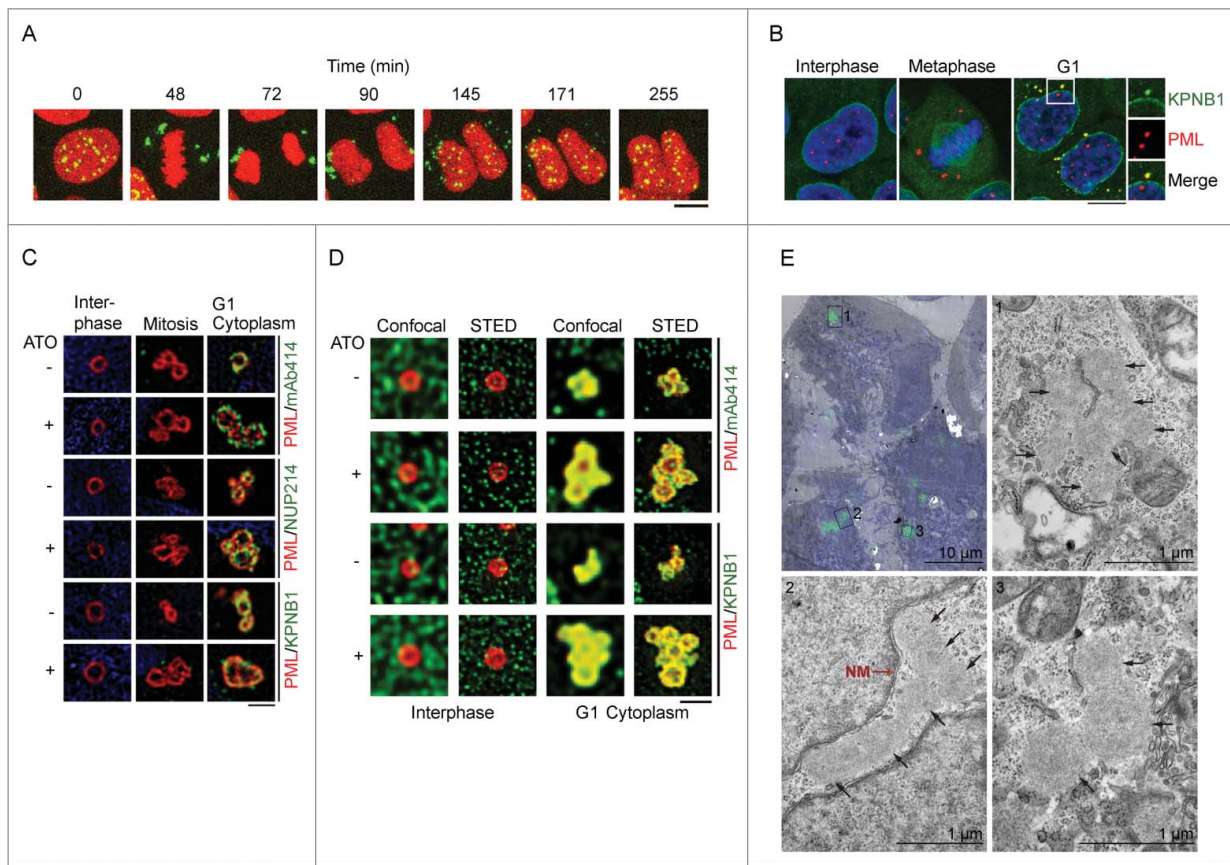 A
Time (min)
0 48 72 90 145 171 255
B
Interphase Metaphase G1
KPNB1
PML
Merge
C
Inter-
phase Mitosis G1
Cytoplasm
ATO
-
+
-
+
-
+
PML/mAb414
PML/NUP214
PML/KPNB1
D
Confocal STED Confocal STED
ATO
-
+
-
+
PML/mAb414
PML/KPNB1
Interphase G1 Cytoplasm
E
1
2
3
10 µm
1
1 µm
2
NM
1 µm
3
1 µm